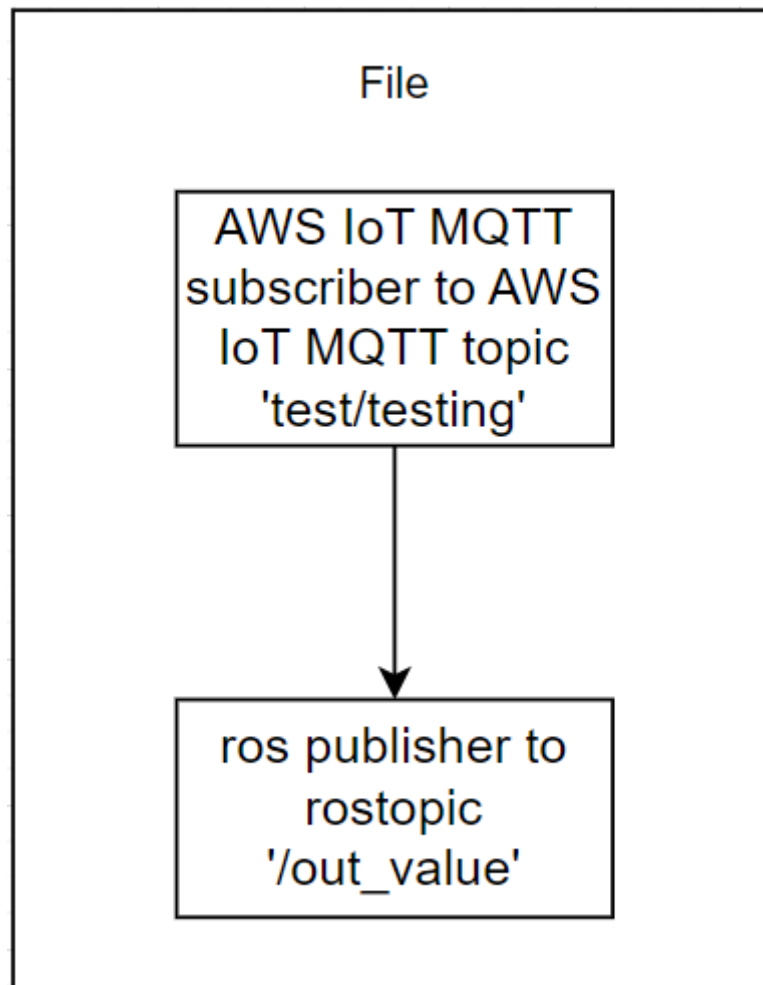 File
AWS IoT MQTT
subscriber to AWS
IoT MQTT topic
'test/testing'
ros publisher to
rostopic
'/out_value'